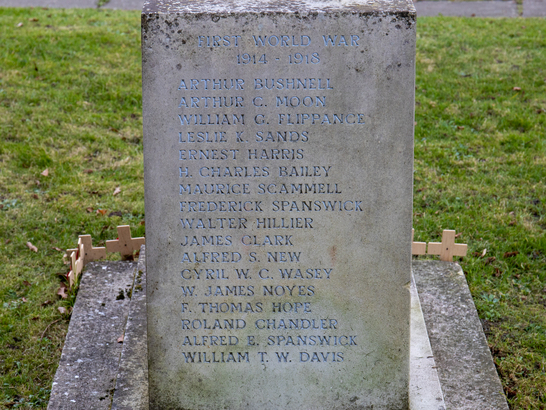 FIRST WORLD WAR
1914 - 1918
ARTHUR BUSHNELL
ARTHUR C. MOON
WILLIAM G. FLIPPANCE
LESLIE K. SANDS
ERNEST HARRIS
H. CHARLES BAILEY
MAURICE SCAMMELL
FREDERICK SPANSWICK
WALTER HILLIER
JAMES CLARK
ALFRED S. NEW
CYRIL W. C. WASEY
W. JAMES NOYES
F. THOMAS HOPE
ROLAND CHANDLER
ALFRED E. SPANSWICK
WILLIAM T. W. DAVIS